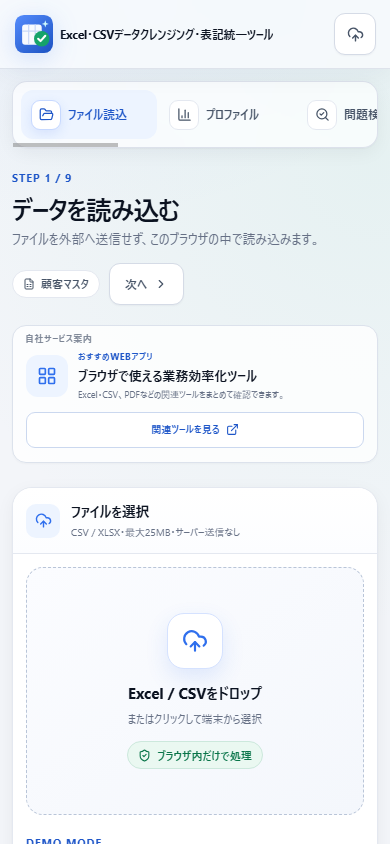 Excel・CSVデータクレンジング・表記統一ツール
ファイル読込
プロファイル
問題検
STEP 1 / 9
データを読み込む
ファイルを外部へ送信せず、このブラウザの中で読み込みます。
顧客マスタ
次へ
自社サービス案内
おすすめWEBアプリ
ブラウザで使える業務効率化ツール
Excel・CSV、PDFなどの関連ツールをまとめて確認できます。
関連ツールを見る
ファイルを選択
CSV / XLSX・最大25MB・サーバー送信なし
Excel / CSVをドロップ
またはクリックして端末から選択
ブラウザ内だけで処理
DEMO MODE